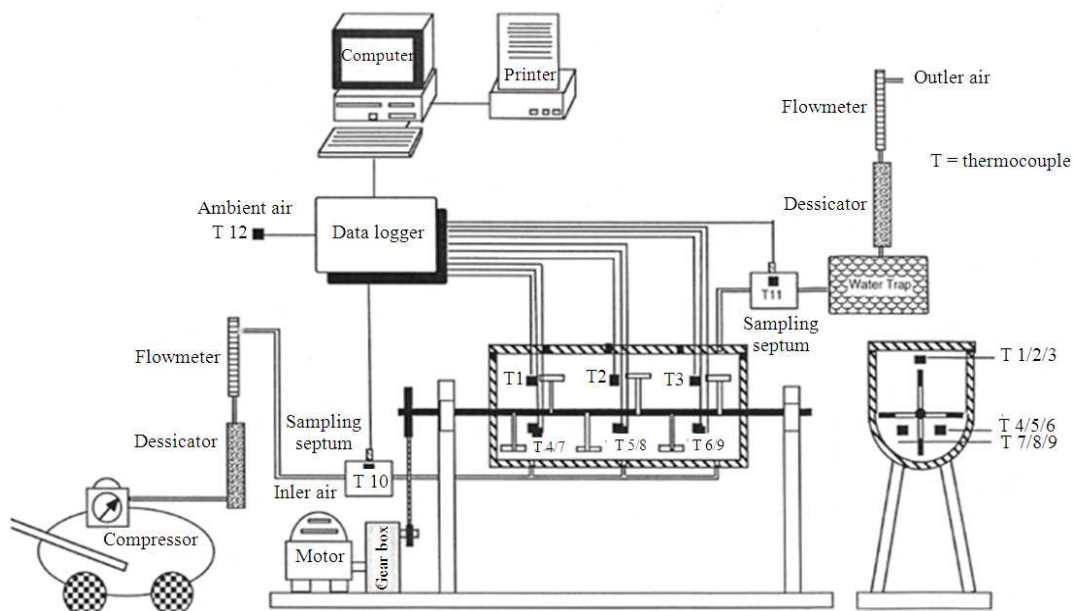 Computer
Printer
Outler air
Flowmeter
T = thermocouple
Dessicator
Ambient air
T 12
Data logger
Water Trap
T11
Sampling
septum
Flowmeter
T1
T2
T3
T 1/2/3
Sampling
septum
Dessicator
T 4/7
T 5/8
T 6/9
T 4/5/6
T 7/8/9
T 10
Inler air
Compressor
Motor
Gear box